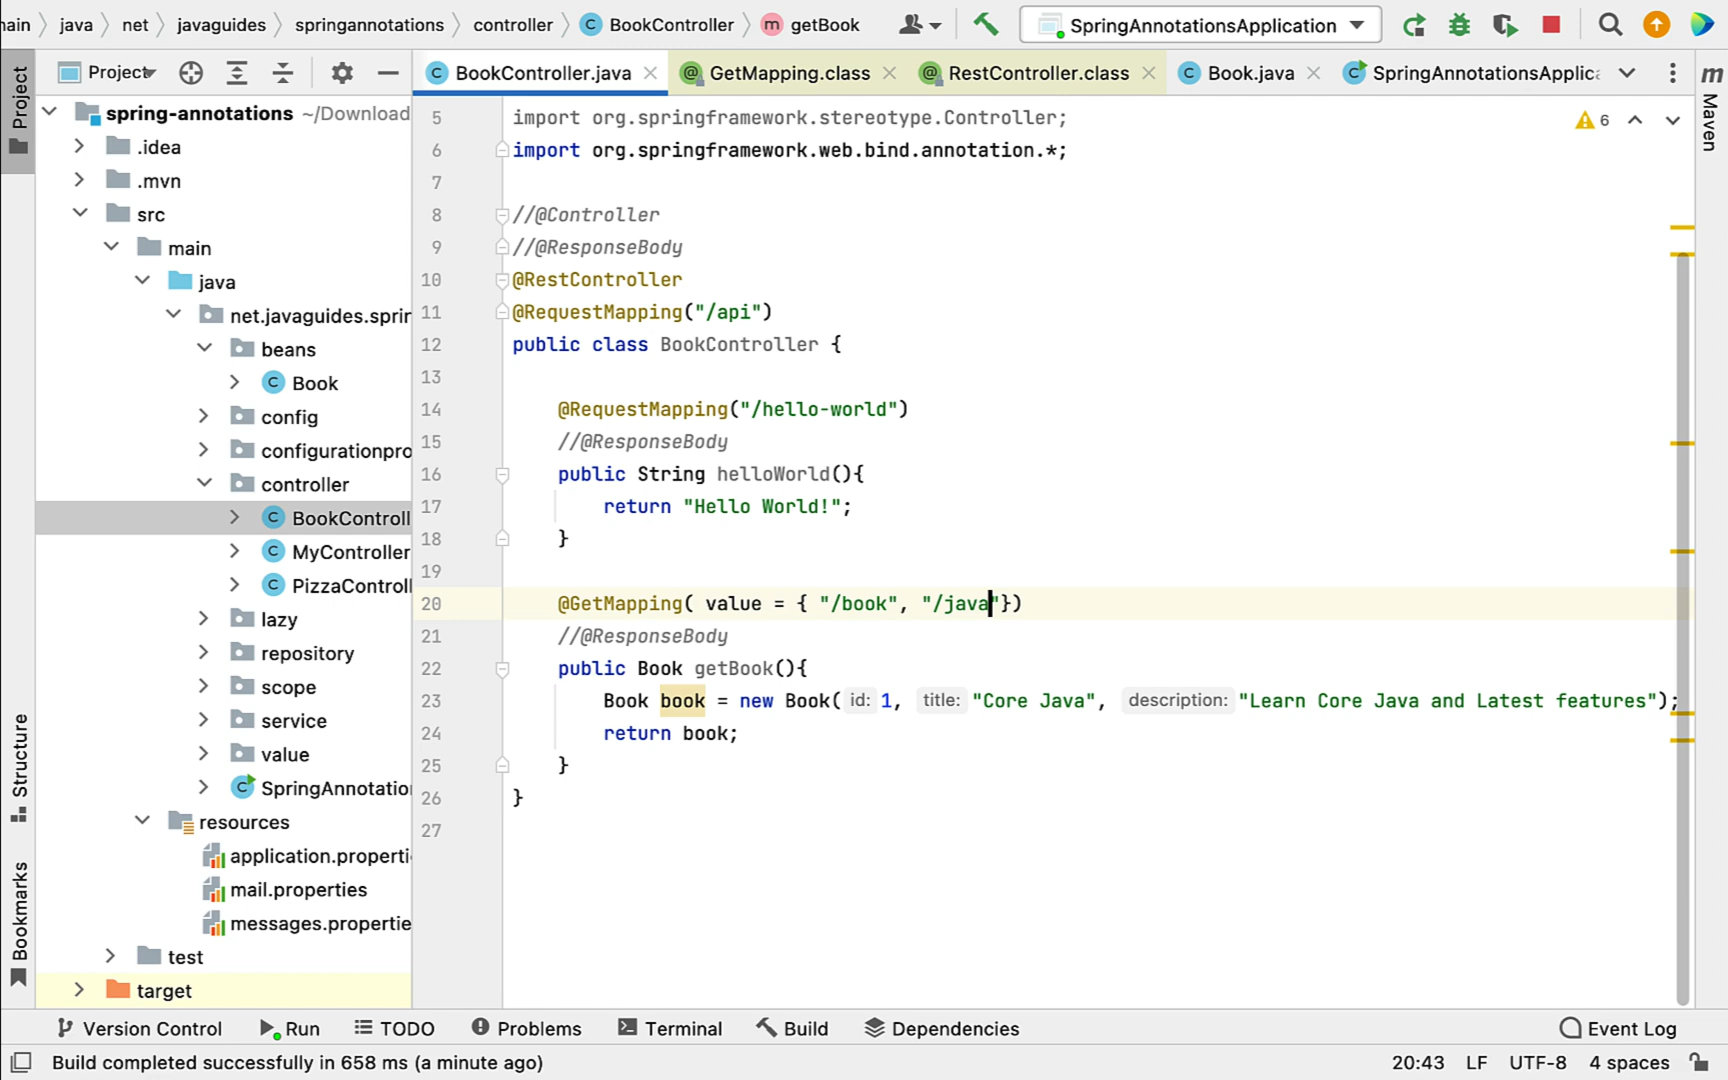 nain java net javaguides springannotations controller BookController getBook SpringAnnotationsApplication
Project BookController.java GetMapping.class RestController.class Book.java SpringAnnotationsApplic
Project
Structure
Bookmarks
Maven
spring-annotations ~/Download
.idea
.mvn
src
main
java
net.javaguides.sprin
beans
Book
config
configurationpro
controller
BookControll
MyController
PizzaControll
lazy
repository
scope
service
value
SpringAnnotatio
resources
application.properti
mail.properties
messages.propertie
test
target
6
5 import org.springframework.stereotype.Controller;
6 import org.springframework.web.bind.annotation.*;
7
8 //@Controller
9 //@ResponseBody
10 @RestController
11 @RequestMapping("/api")
12 public class BookController {
13
14 @RequestMapping("/hello-world")
15 //@ResponseBody
16 public String helloWorld(){
17 return "Hello World!";
18 }
19
20 @GetMapping( value = { "/book", "/java"})
21 //@ResponseBody
22 public Book getBook(){
23 Book book = new Book( id: 1, title: "Core Java", description: "Learn Core Java and Latest features");
24 return book;
25 }
26 }
27
Version Control Run TODO Problems Terminal Build Dependencies Event Log
Build completed successfully in 658 ms (a minute ago) 20:43 LF UTF-8 4 spaces